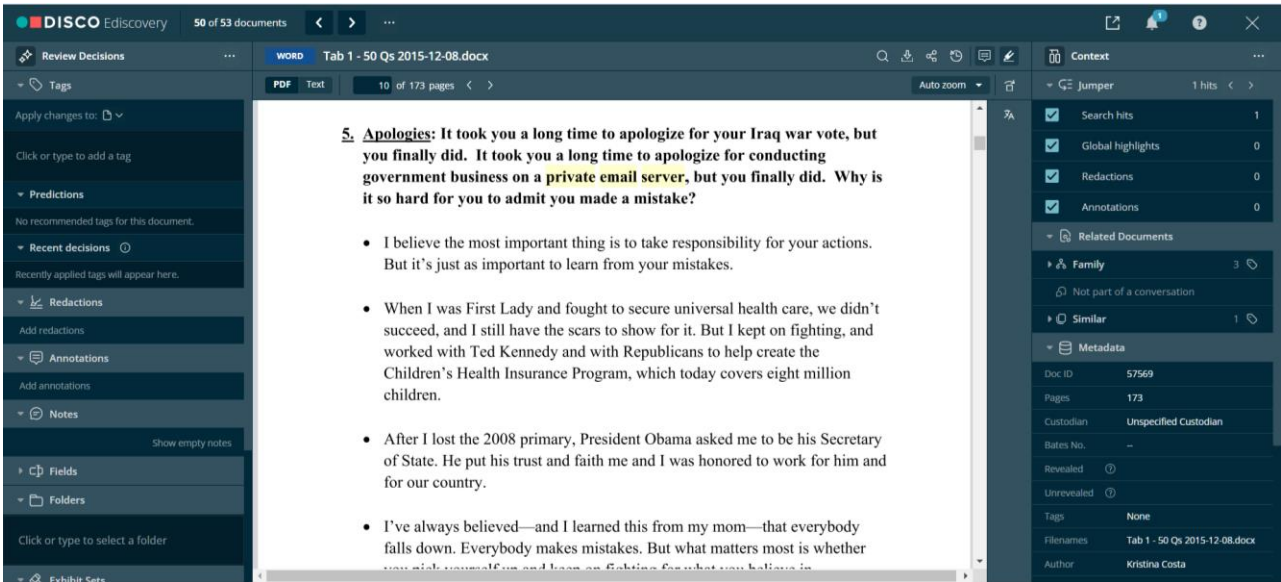 DISCO Ediscovery 50 of 53 documents < > ... 1 ?
Review Decisions ...
Tags
Apply changes to:
Click or type to add a tag
Predictions
No recommended tags for this document.
Recent decisions
Recently applied tags will appear here.
Redactions
Add redactions
Annotations
Add annotations
Notes
Show empty notes
Fields
Folders
Click or type to select a folder
Exhibit Sets
WORD Tab 1 - 50 Qs 2015-12-08.docx
PDF Text 10 of 173 pages < > Auto zoom
5. Apologies: It took you a long time to apologize for your Iraq war vote, but
you finally did. It took you a long time to apologize for conducting
government business on a private email server, but you finally did. Why is
it so hard for you to admit you made a mistake?
• I believe the most important thing is to take responsibility for your actions.
But it’s just as important to learn from your mistakes.
• When I was First Lady and fought to secure universal health care, we didn’t
succeed, and I still have the scars to show for it. But I kept on fighting, and
worked with Ted Kennedy and with Republicans to help create the
Children’s Health Insurance Program, which today covers eight million
children.
• After I lost the 2008 primary, President Obama asked me to be his Secretary
of State. He put his trust and faith me and I was honored to work for him and
for our country.
• I’ve always believed—and I learned this from my mom—that everybody
falls down. Everybody makes mistakes. But what matters most is whether
you pick yourself up and keep on fighting for what you believe in
Context ...
Jumper 1 hits < >
Search hits 1
Global highlights 0
Redactions 0
Annotations 0
Related Documents
Family 3
Not part of a conversation
Similar 1
Metadata
Doc ID 57569
Pages 173
Custodian Unspecified Custodian
Bates No. --
Revealed ?
Unrevealed ?
Tags None
Filenames Tab 1 - 50 Qs 2015-12-08.docx
Author Kristina Costa